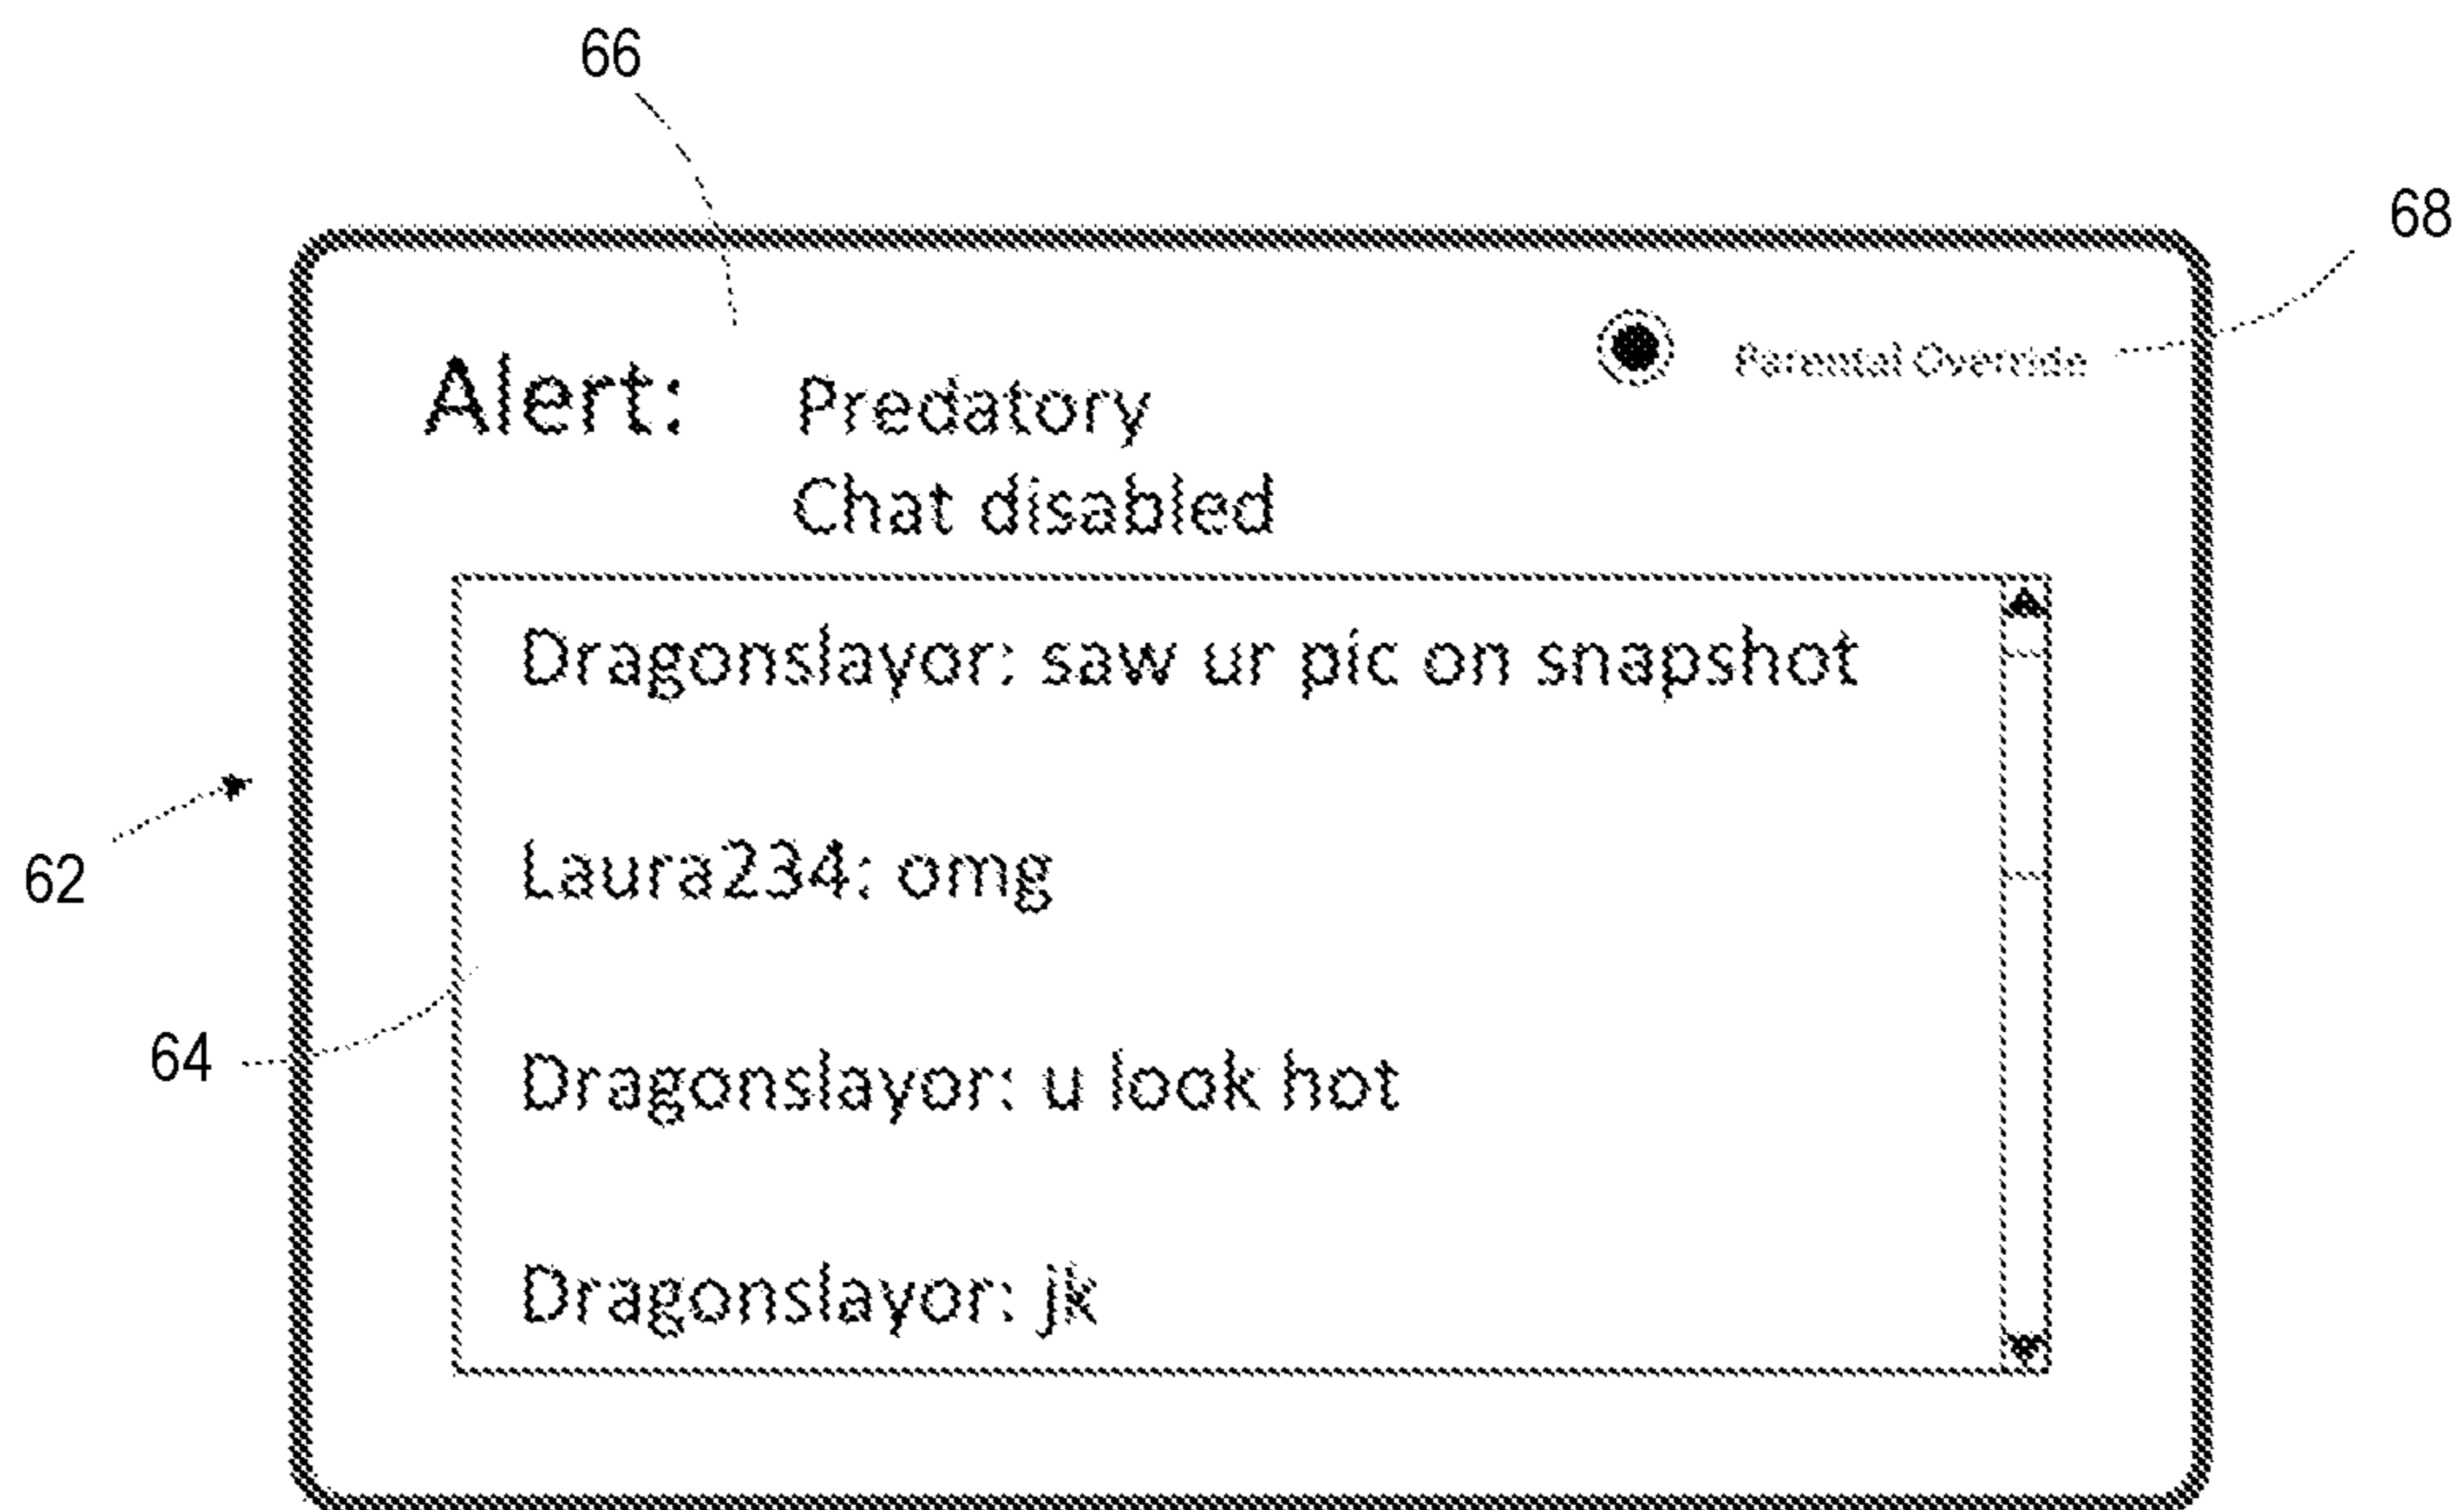 66
68
Parental Override
Alert: Predatory
Chat disabled
Dragonslayor: saw ur pic on snapshot
Laura234: omg
62
64
Dragonslayor: u look hot
Dragonslayor: jk